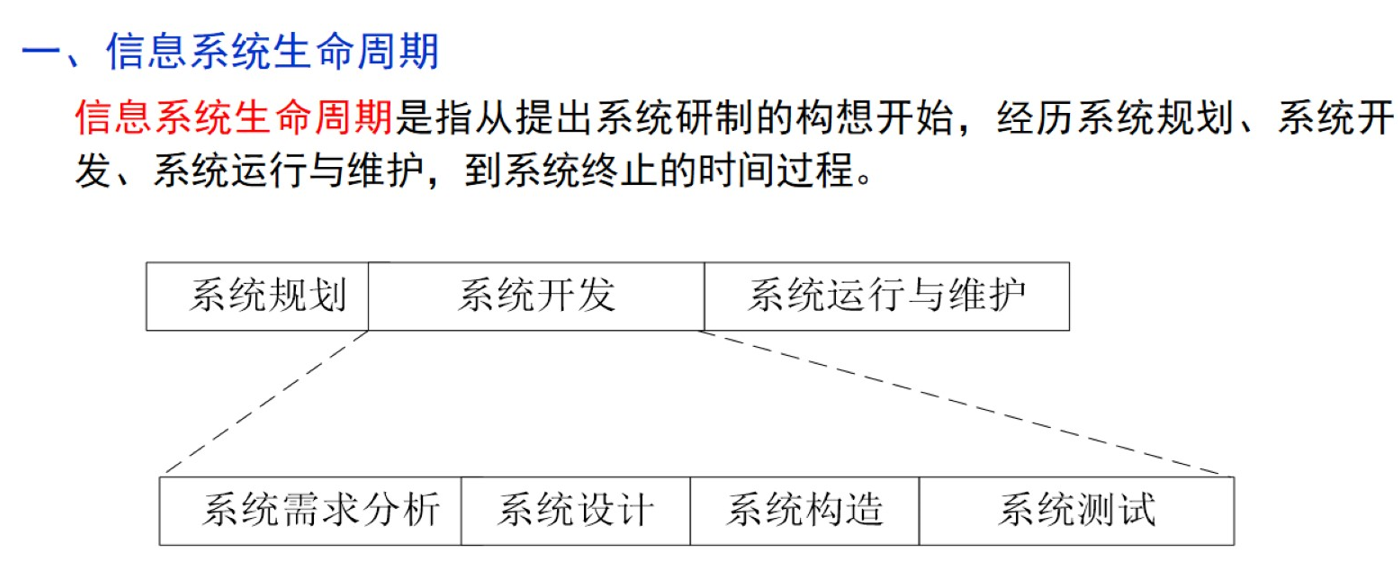 一、信息系统生命周期
信息系统生命周期是指从提出系统研制的构想开始，经历系统规划、系统开
发、系统运行与维护，到系统终止的时间过程。
系统规划 系统开发 系统运行与维护
系统需求分析 系统设计 系统构造 系统测试